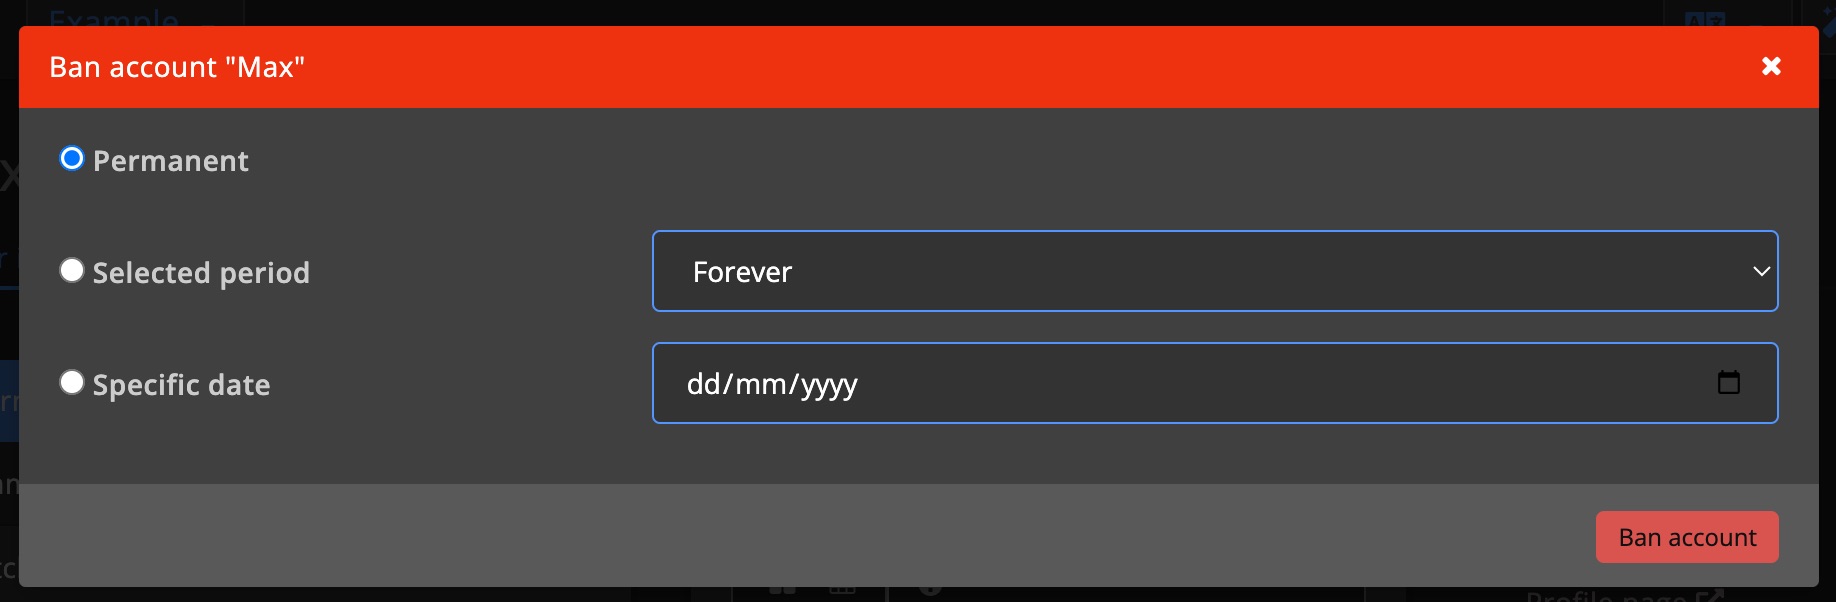 Example
Ban account "Max"
Permanent
Selected period
Forever
Specific date
dd/mm/yyyy
Ban account
Profile page